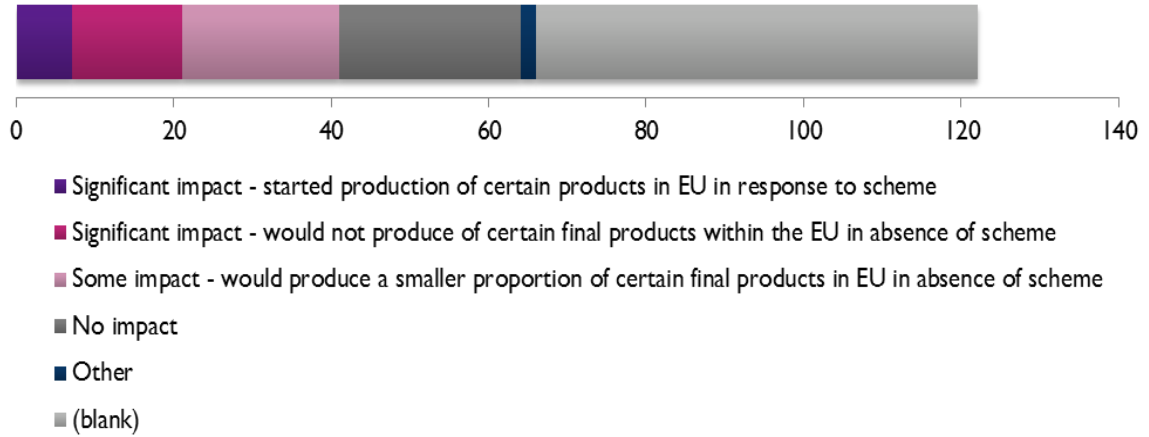 0 20 40 60 80 100 120 140
Significant impact - started production of certain products in EU in response to scheme
Significant impact - would not produce of certain final products within the EU in absence of scheme
Some impact - would produce a smaller proportion of certain final products in EU in absence of scheme
No impact
Other
(blank)